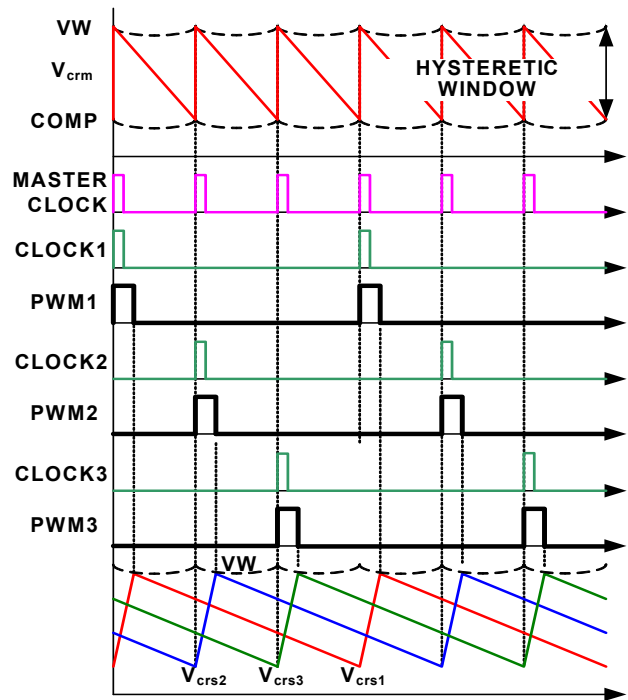 VW
Vcrm
HYSTERETIC
WINDOW
COMP
MASTER
CLOCK
CLOCK1
PWM1
CLOCK2
PWM2
CLOCK3
PWM3
VW
Vcrs2 Vcrs3 Vcrs1